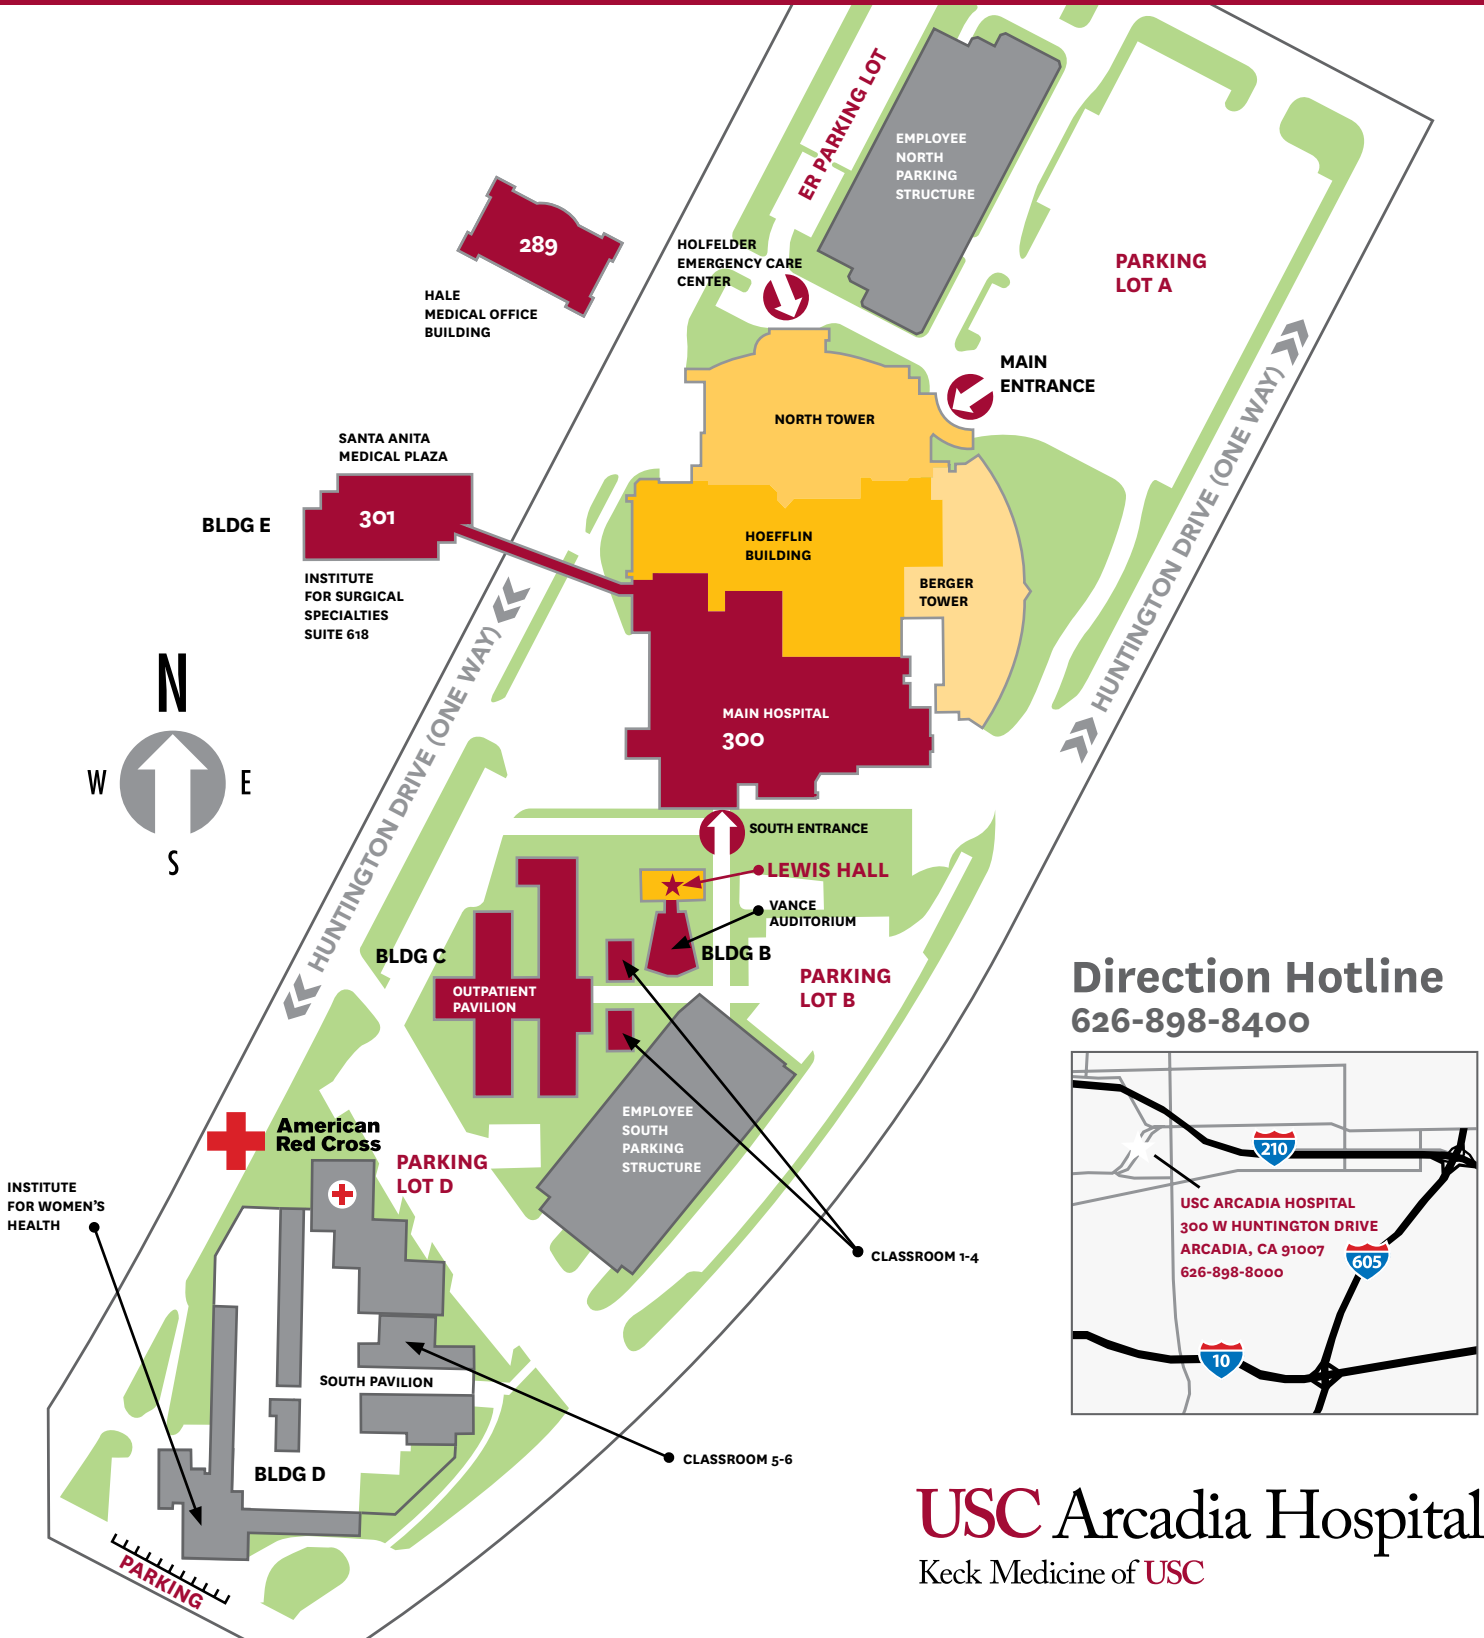 ER PARKING LOT
EMPLOYEE
NORTH
PARKING
STRUCTURE
289
HALE
MEDICAL OFFICE
BUILDING
HOLFELDER
EMERGENCY CARE
CENTER
PARKING
LOT A
MAIN
ENTRANCE
NORTH TOWER
SANTA ANITA
MEDICAL PLAZA
301
BLDG E
INSTITUTE
FOR SURGICAL
SPECIALTIES
SUITE 618
HOEFFLIN
BUILDING
BERGER
TOWER
HUNTINGTON DRIVE (ONE WAY)
HUNTINGTON DRIVE (ONE WAY)
N
W
E
S
MAIN HOSPITAL
300
SOUTH ENTRANCE
LEWIS HALL
VANCE
AUDITORIUM
BLDG C
BLDG B
OUTPATIENT
PAVILION
PARKING
LOT B
EMPLOYEE
SOUTH
PARKING
STRUCTURE
American
Red Cross
PARKING
LOT D
INSTITUTE
FOR WOMEN'S
HEALTH
CLASSROOM 1-4
SOUTH PAVILION
CLASSROOM 5-6
BLDG D
PARKING
Direction Hotline
626-898-8400
210
USC ARCADIA HOSPITAL
300 W HUNTINGTON DRIVE
ARCADIA, CA 91007
626-898-8000
605
10
USC Arcadia Hospital
Keck Medicine of USC